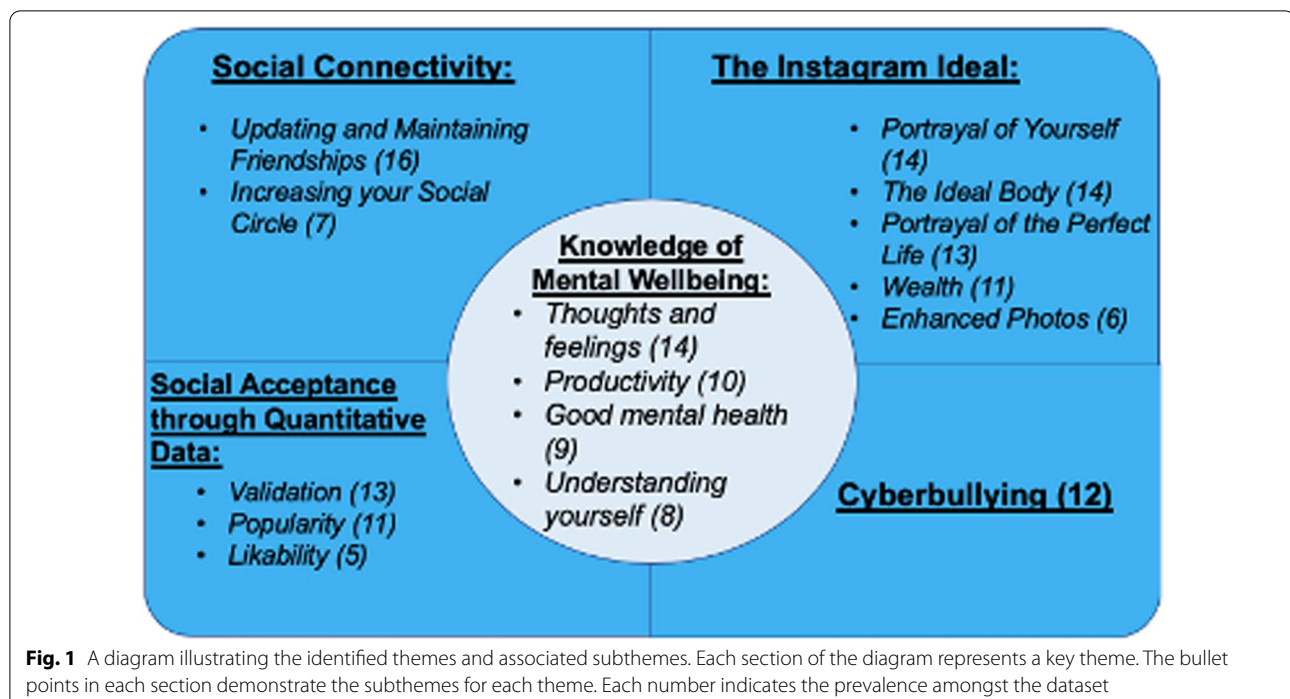 Social Connectivity:
• Updating and Maintaining
Friendships (16)
• Increasing your Social
Circle (7)
The Instagram Ideal:
• Portrayal of Yourself
(14)
• The Ideal Body (14)
• Portrayal of the Perfect
Life (13)
• Wealth (11)
• Enhanced Photos (6)
Knowledge of
Mental Wellbeing:
• Thoughts and
feelings (14)
• Productivity (10)
• Good mental health
(9)
• Understanding
yourself (8)
Social Acceptance
through Quantitative
Data:
• Validation (13)
• Popularity (11)
• Likability (5)
Cyberbullying (12)
Fig. 1 A diagram illustrating the identified themes and associated subthemes. Each section of the diagram represents a key theme. The bullet
points in each section demonstrate the subthemes for each theme. Each number indicates the prevalence amongst the dataset